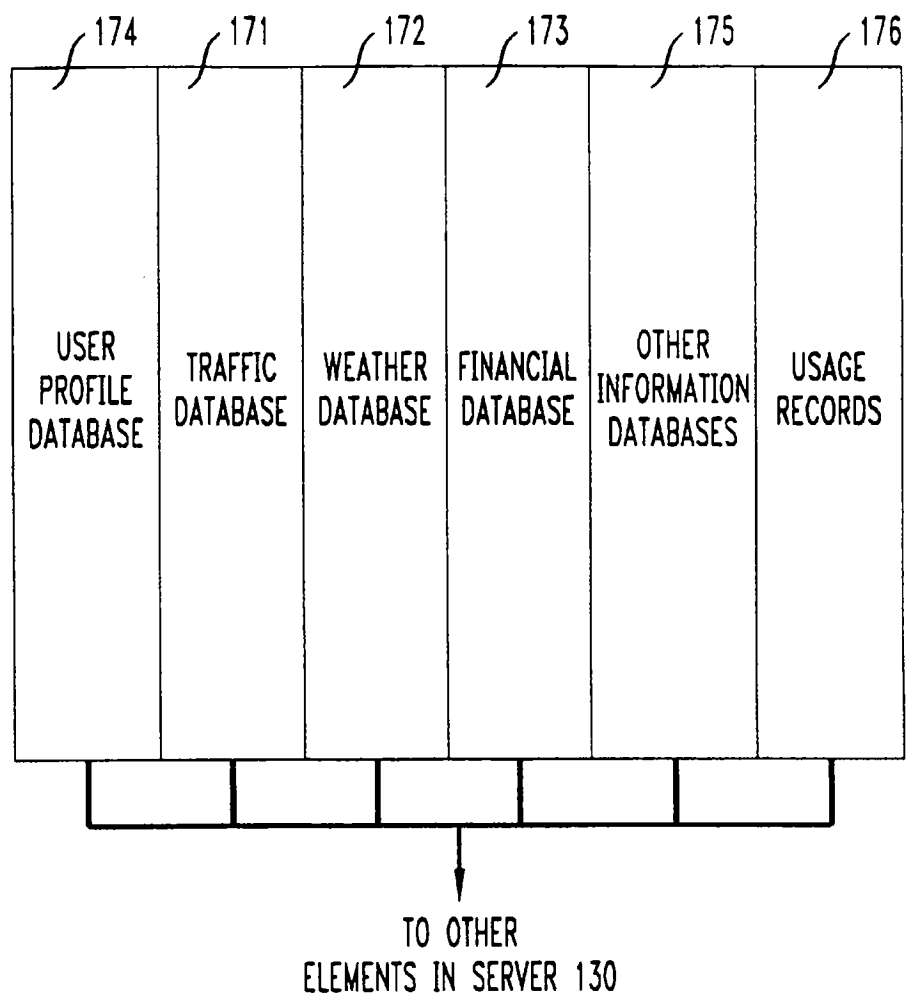 174 171 172 173 175 176
USER
PROFILE
DATABASE
TRAFFIC
DATABASE
WEATHER
DATABASE
FINANCIAL
DATABASE
OTHER
INFORMATION
DATABASES
USAGE
RECORDS
TO OTHER
ELEMENTS IN SERVER 130